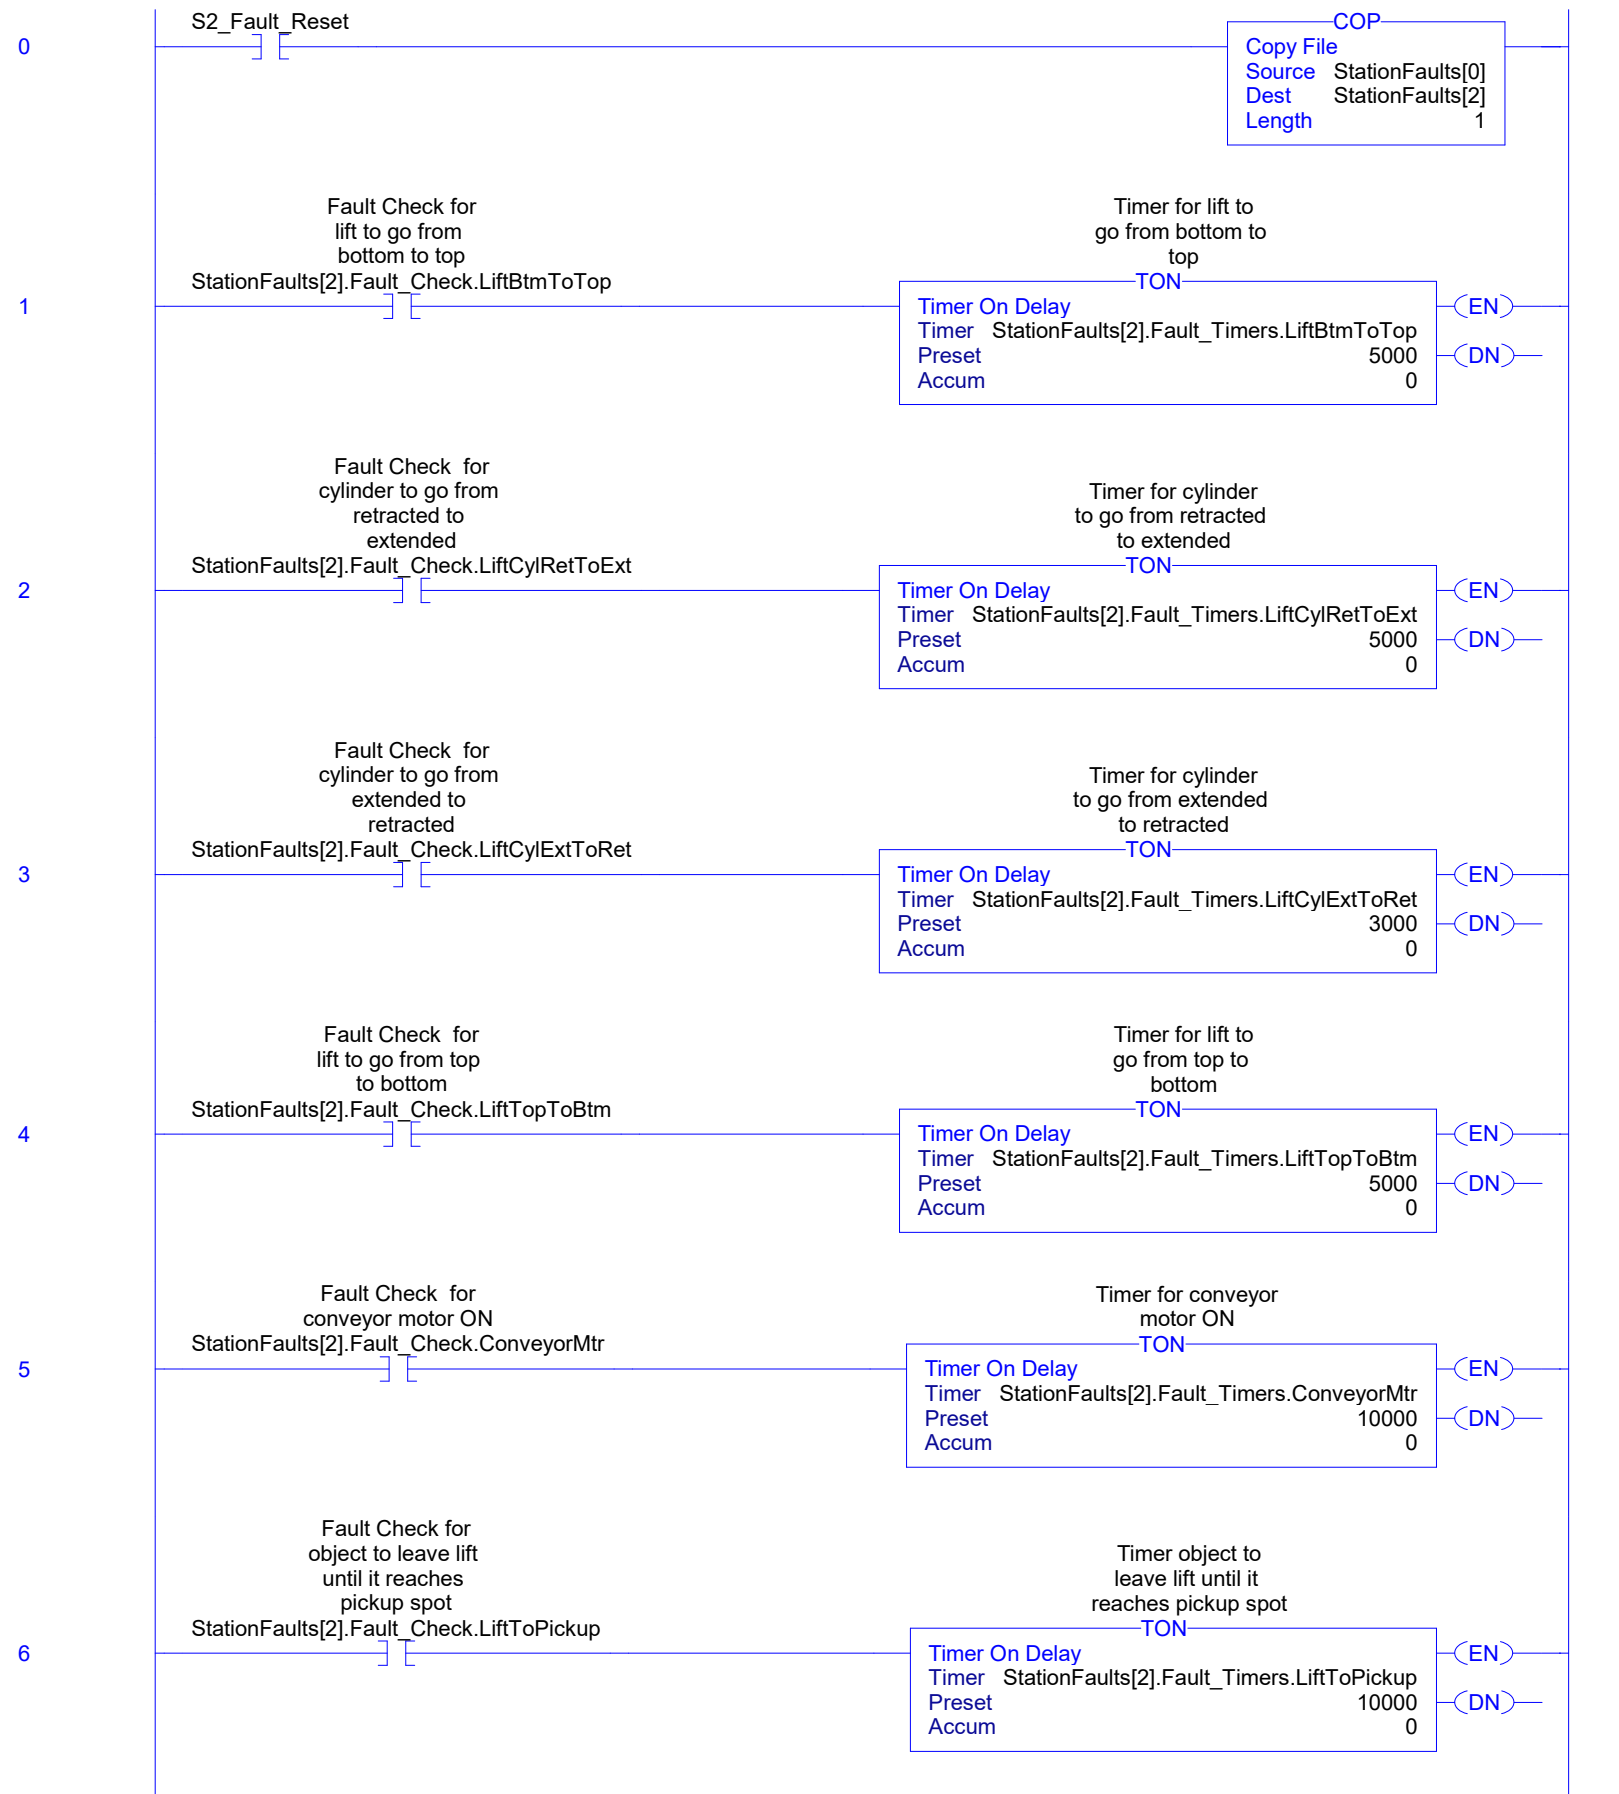 S2_Fault_Reset
0
COP
Copy File
Source StationFaults[0]
Dest StationFaults[2]
Length 1
Fault Check for
lift to go from
bottom to top
StationFaults[2].Fault_Check.LiftBtmToTop
1
Timer for lift to
go from bottom to
top
TON
Timer On Delay
Timer StationFaults[2].Fault_Timers.LiftBtmToTop
Preset 5000
Accum 0
EN
DN
Fault Check  for
cylinder to go from
retracted to
extended
StationFaults[2].Fault_Check.LiftCylRetToExt
2
Timer for cylinder
to go from retracted
to extended
TON
Timer On Delay
Timer StationFaults[2].Fault_Timers.LiftCylRetToExt
Preset 5000
Accum 0
EN
DN
Fault Check  for
cylinder to go from
extended to
retracted
StationFaults[2].Fault_Check.LiftCylExtToRet
3
Timer for cylinder
to go from extended
to retracted
TON
Timer On Delay
Timer StationFaults[2].Fault_Timers.LiftCylExtToRet
Preset 3000
Accum 0
EN
DN
Fault Check  for
lift to go from top
to bottom
StationFaults[2].Fault_Check.LiftTopToBtm
4
Timer for lift to
go from top to
bottom
TON
Timer On Delay
Timer StationFaults[2].Fault_Timers.LiftTopToBtm
Preset 5000
Accum 0
EN
DN
Fault Check  for
conveyor motor ON
StationFaults[2].Fault_Check.ConveyorMtr
5
Timer for conveyor
motor ON
TON
Timer On Delay
Timer StationFaults[2].Fault_Timers.ConveyorMtr
Preset 10000
Accum 0
EN
DN
Fault Check for
object to leave lift
until it reaches
pickup spot
StationFaults[2].Fault_Check.LiftToPickup
6
Timer object to
leave lift until it
reaches pickup spot
TON
Timer On Delay
Timer StationFaults[2].Fault_Timers.LiftToPickup
Preset 10000
Accum 0
EN
DN